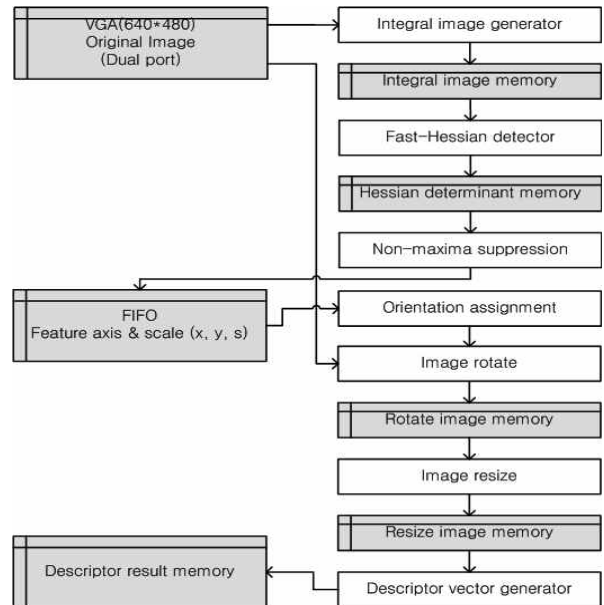 VGA(640*480)
Original Image
(Dual port)
Integral image generator
Integral image memory
Fast-Hessian detector
Hessian determinant memory
Non-maxima suppression
FIFO
Feature axis & scale (x, y, s)
Orientation assignment
Image rotate
Rotate image memory
Image resize
Resize image memory
Descriptor result memory
Descriptor vector generator